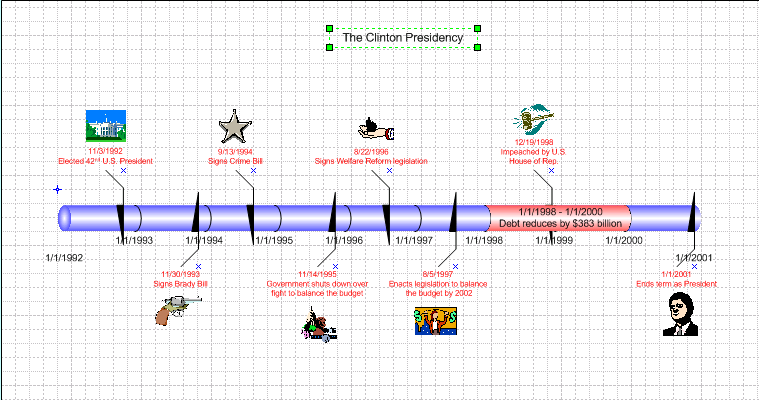 The Clinton Presidency
11/3/1992
Elected 42nd U.S. President
9/13/1994
Signs Crime Bill
8/22/1996
Signs Welfare Reform legislation
12/19/1998
Impeached by U.S
House of Rep.
1/1/1998 - 1/1/2000
Debt reduces by $383 billion
1/1/1992
1/1/1993
1/1/1994
1/1/1995
1/1/1996
1/1/1997
1/1/1998
1/1/1999
1/1/2000
1/1/2001
11/30/1993
Signs Brady Bill
11/14/1995
Government shuts down over
fight to balance the budget
8/5/1997
Enacts legislation to balance
the budget by 2002
1/1/2001
Ends term as President